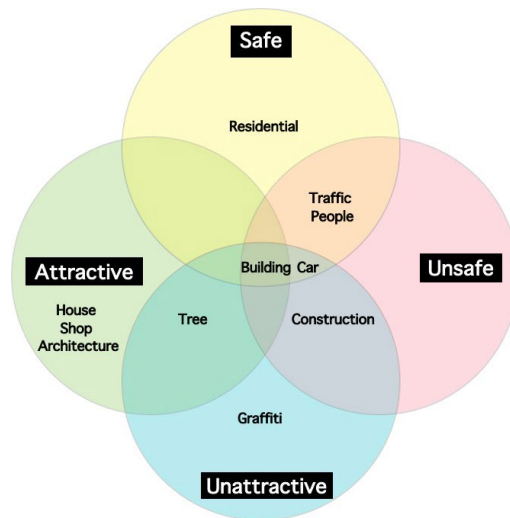 Safe
Residential
Traffic
People
Attractive
Building Car
Unsafe
House
Shop
Architecture
Tree
Construction
Graffiti
Unattractive